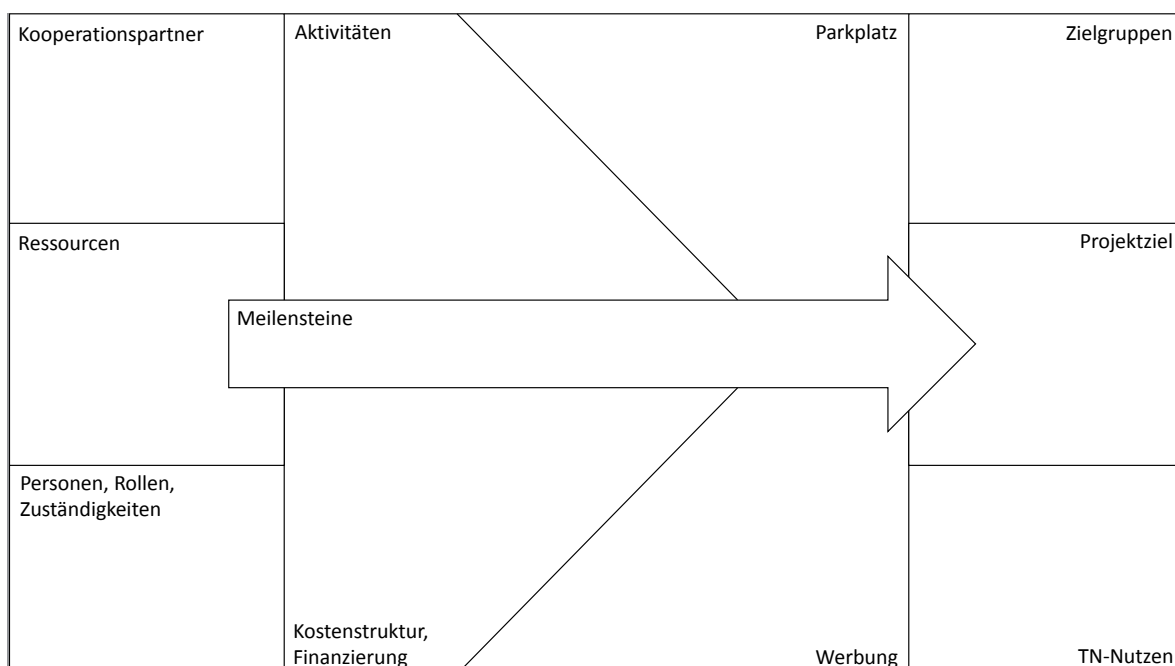 Kooperationspartner
Aktivitäten
Parkplatz
Zielgruppen
Ressourcen
Projektziel
Meilensteine
Personen, Rollen,
Zuständigkeiten
Kostenstruktur,
Finanzierung
Werbung
TN-Nutzen